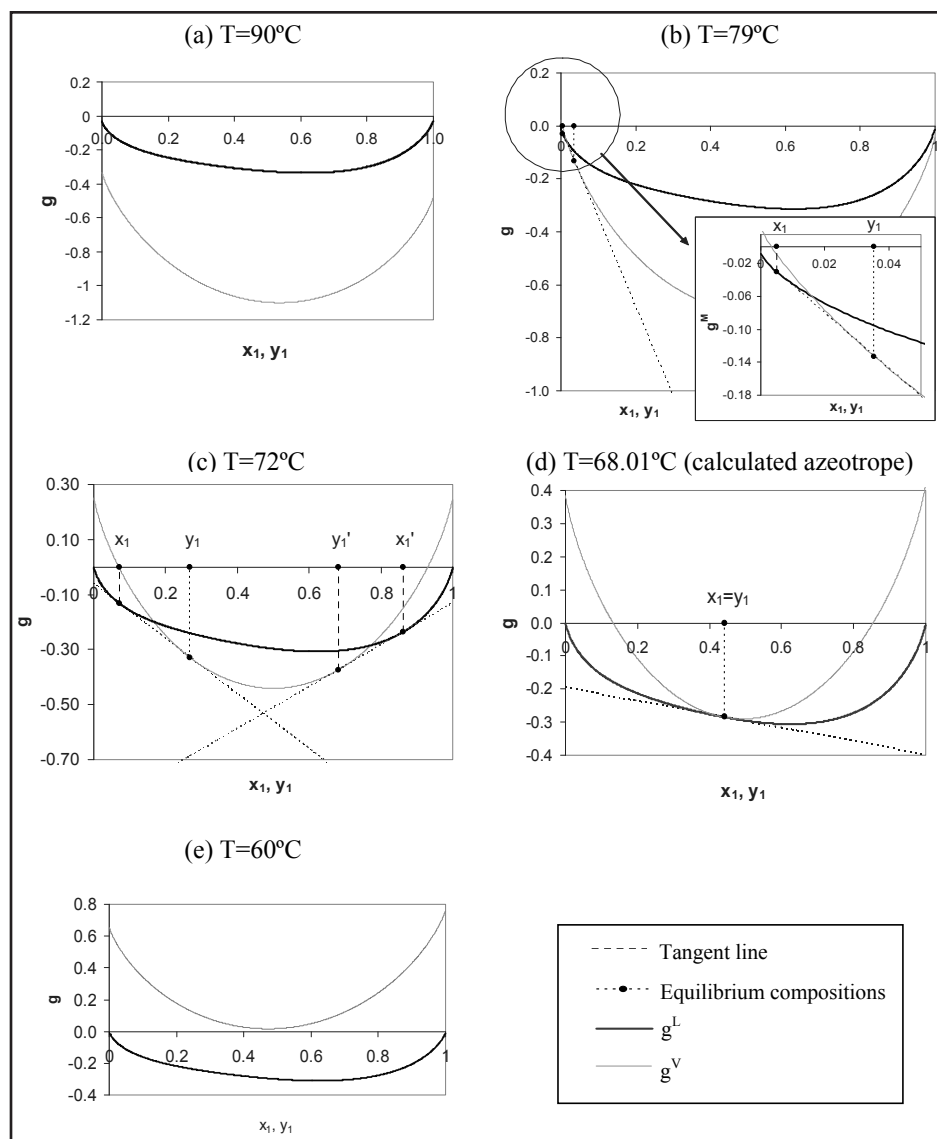 (a) T=90ºC
0.2
0
-0.2
-0.4
-0.6
-0.8
-1
-1.2
0.0
0.2
0.4
0.6
0.8
1.0
g
x1, y1
(b) T=79ºC
0.2
0.0
-0.2
-0.4
-0.6
-0.8
-1.0
0
0.2
0.4
0.6
0.8
1
g
x1, y1
x1
y1
-0.02
-0.06
-0.10
-0.14
-0.18
0
0.02
0.04
gM
x1, y1
(c) T=72ºC
0.30
0.10
-0.10
-0.30
-0.50
-0.70
x1
y1
y1'
x1'
0
0.2
0.4
0.6
0.8
1
g
x1, y1
(d) T=68.01ºC (calculated azeotrope)
0.4
0.3
0.2
0.1
0.0
-0.1
-0.2
-0.3
-0.4
x1=y1
0
0.2
0.4
0.6
0.8
1
g
x1, y1
(e) T=60ºC
0.8
0.6
0.4
0.2
0.0
-0.2
-0.4
0
0.2
0.4
0.6
0.8
1
g
x1, y1
Tangent line
Equilibrium compositions
gL
gV